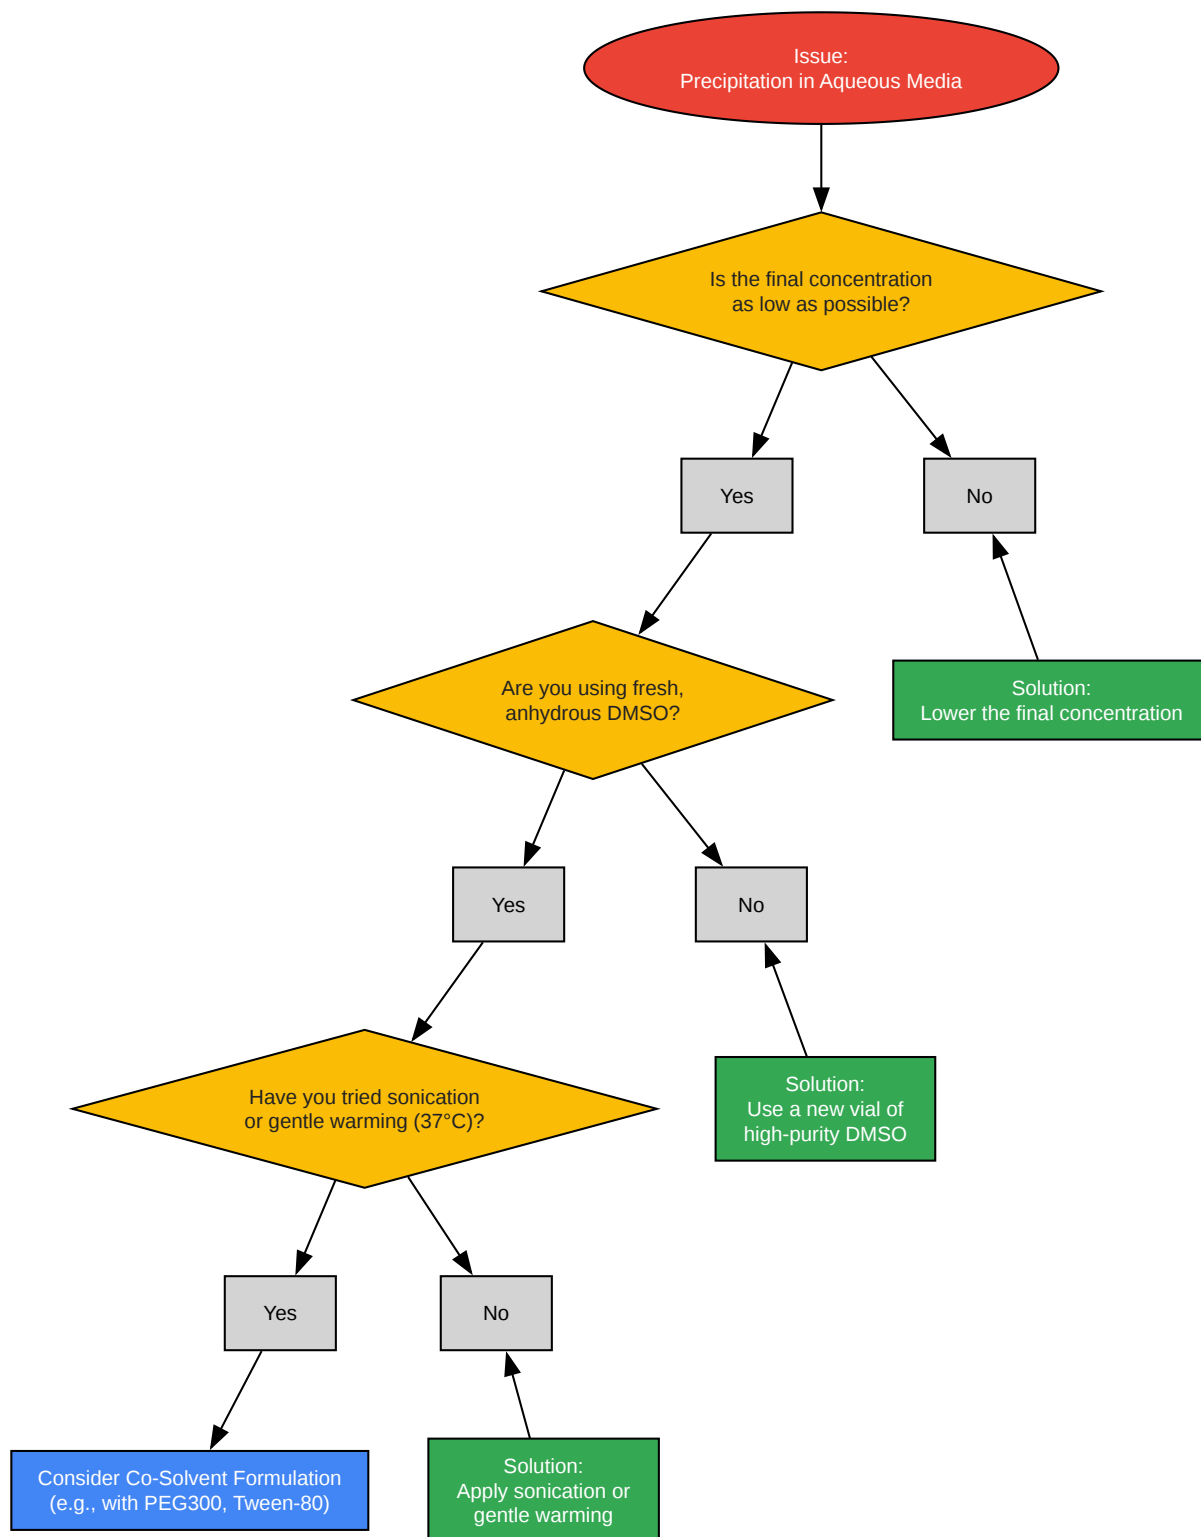 Issue:
Precipitation in Aqueous Media
Is the final concentration
as low as possible?
Yes
No
Are you using fresh,
anhydrous DMSO?
Solution:
Lower the final concentration
Yes
No
Have you tried sonication
or gentle warming (37°C)?
Solution:
Use a new vial of
high-purity DMSO
Yes
No
Consider Co-Solvent Formulation
(e.g., with PEG300, Tween-80)
Solution:
Apply sonication or
gentle warming